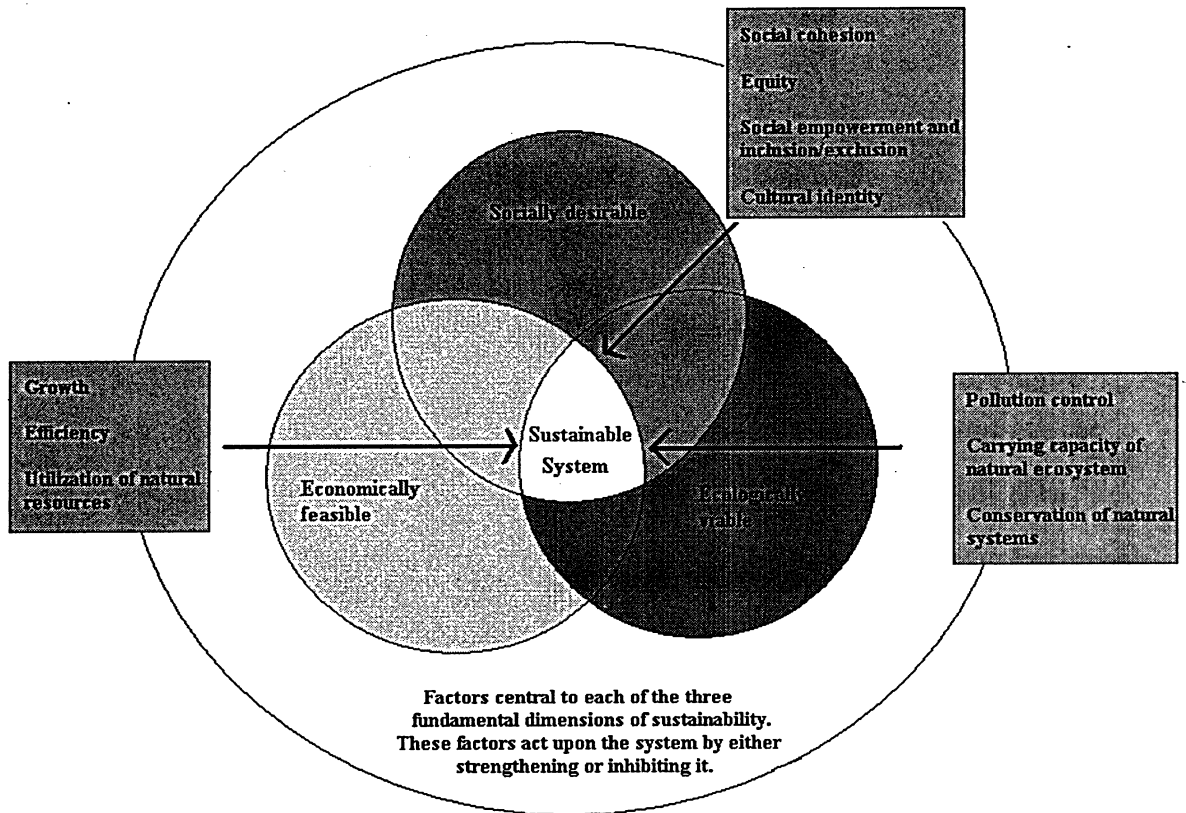 Social cohesion
Equity
Social empowerment and
inclusion/exclusion
Cultural identity
Socially desirable
Growth
Efficiency
Utilization of natural
resources
Sustainable
System
Economically
feasible
Ecologically
viable
Pollution control
Carrying capacity of
natural ecosystem
Conservation of natural
systems
Factors central to each of the three
fundamental dimensions of sustainability.
These factors act upon the system by either
strengthening or inhibiting it.